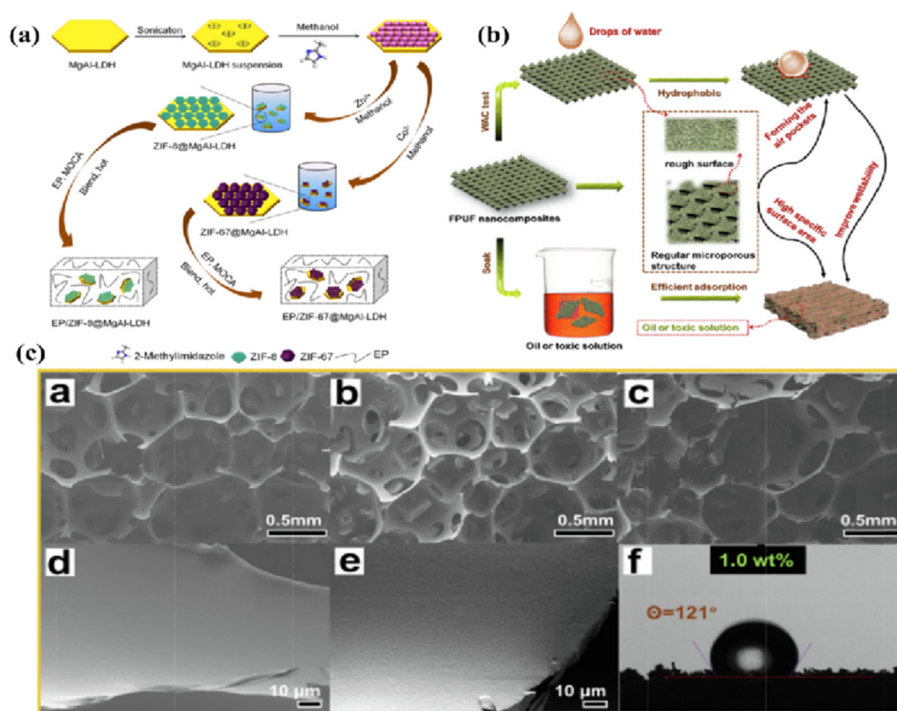 (a)
Sonicaton
Methanol
MgAl-LDH
MgAl-LDH suspension
Zn²⁺
Methanol
Co²⁺
Methanol
ZIF-8@MgAl-LDH
EP, MOCA
Blend, hot
ZIF-67@MgAl-LDH
EP, MOCA
Blend, hot
EP/ZIF-8@MgAl-LDH
EP/ZIF-67@MgAl-LDH
2-Methylimidazole ZIF-8 ZIF-67 EP
(b)
Drops of water
WAC test
Hydrophobic
Forming the
air pockets
rough surface
FPUF nanocomposites
Regular microporous
structure
High specific
surface area
Improve wettability
Soak
Efficient adsorption
Oil or toxic solution
Oil or toxic solution
(c)
a
0.5mm
b
0.5mm
c
0.5mm
d
10 μm
e
10 μm
f
1.0 wt%
Θ=121°